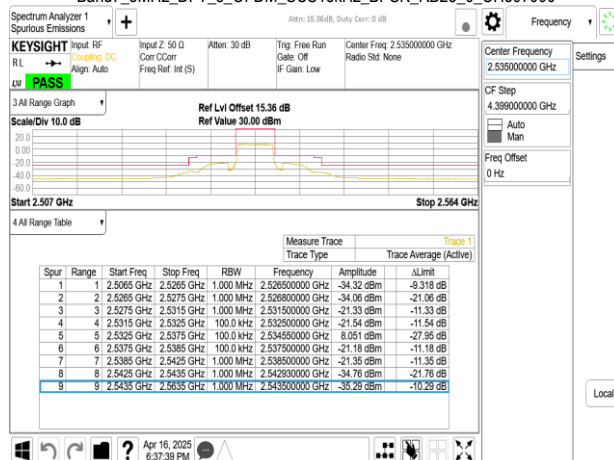 Spectrum Analyzer 1
Spurious Emissions
Attn: 15.36dB, Duty Corr: 0 dB
Frequency
KEYSIGHT
RL
Input: RF
Coupling: DC
Align: Auto
Input Z: 50 Ω
Corr CCorr
Freq Ref: Int (S)
Atten: 30 dB
Trig: Free Run
Gate: Off
IF Gain: Low
Center Freq: 2.535000000 GHz
Radio Std: None
PASS
Center Frequency
2.535000000 GHz
Settings
CF Step
4.399000000 GHz
Auto
Man
Freq Offset
0 Hz
3 All Range Graph
Scale/Div 10.0 dB
Ref Lvl Offset 15.36 dB
Ref Value 30.00 dBm
20.0
0.00
-20.0
-40.0
-60.0
Start 2.507 GHz
Stop 2.564 GHz
4 All Range Table
Measure Trace Trace 1
Trace Type Trace Average (Active)
Spur Range Start Freq Stop Freq RBW Frequency Amplitude ΔLimit
1 1 2.5065 GHz 2.5265 GHz 1.000 MHz 2.526500000 GHz -34.32 dBm -9.318 dB
2 2 2.5265 GHz 2.5275 GHz 1.000 MHz 2.526800000 GHz -34.06 dBm -21.06 dB
3 3 2.5275 GHz 2.5315 GHz 1.000 MHz 2.531500000 GHz -21.33 dBm -11.33 dB
4 4 2.5315 GHz 2.5325 GHz 100.0 kHz 2.532500000 GHz -21.54 dBm -11.54 dB
5 5 2.5325 GHz 2.5375 GHz 100.0 kHz 2.534550000 GHz 8.051 dBm -27.95 dB
6 6 2.5375 GHz 2.5385 GHz 100.0 kHz 2.537500000 GHz -21.18 dBm -11.18 dB
7 7 2.5385 GHz 2.5425 GHz 1.000 MHz 2.538500000 GHz -21.35 dBm -11.35 dB
8 8 2.5425 GHz 2.5435 GHz 1.000 MHz 2.542930000 GHz -34.76 dBm -21.76 dB
9 9 2.5435 GHz 2.5635 GHz 1.000 MHz 2.543500000 GHz -35.29 dBm -10.29 dB
Local
Apr 16, 2025
6:37:39 PM